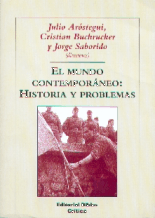 Julio Aróstegui,
Cristian Buchrucker
y Jorge Saborido
(directores)
EL MUNDO
CONTEMPORÁNEO:
HISTORIA Y PROBLEMAS
Editorial Biblos
Crítica